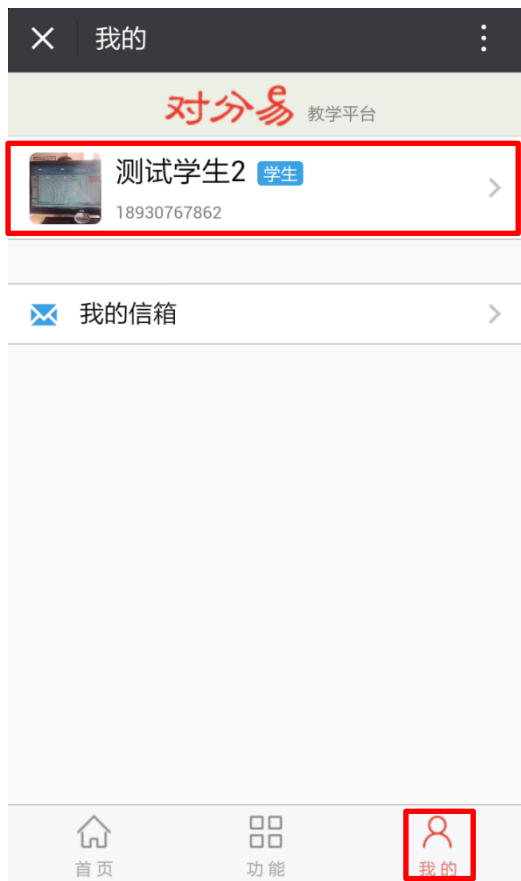 我的
对分易 教学平台
测试学生2 学生
18930767862
我的信箱
首页 功能 我的